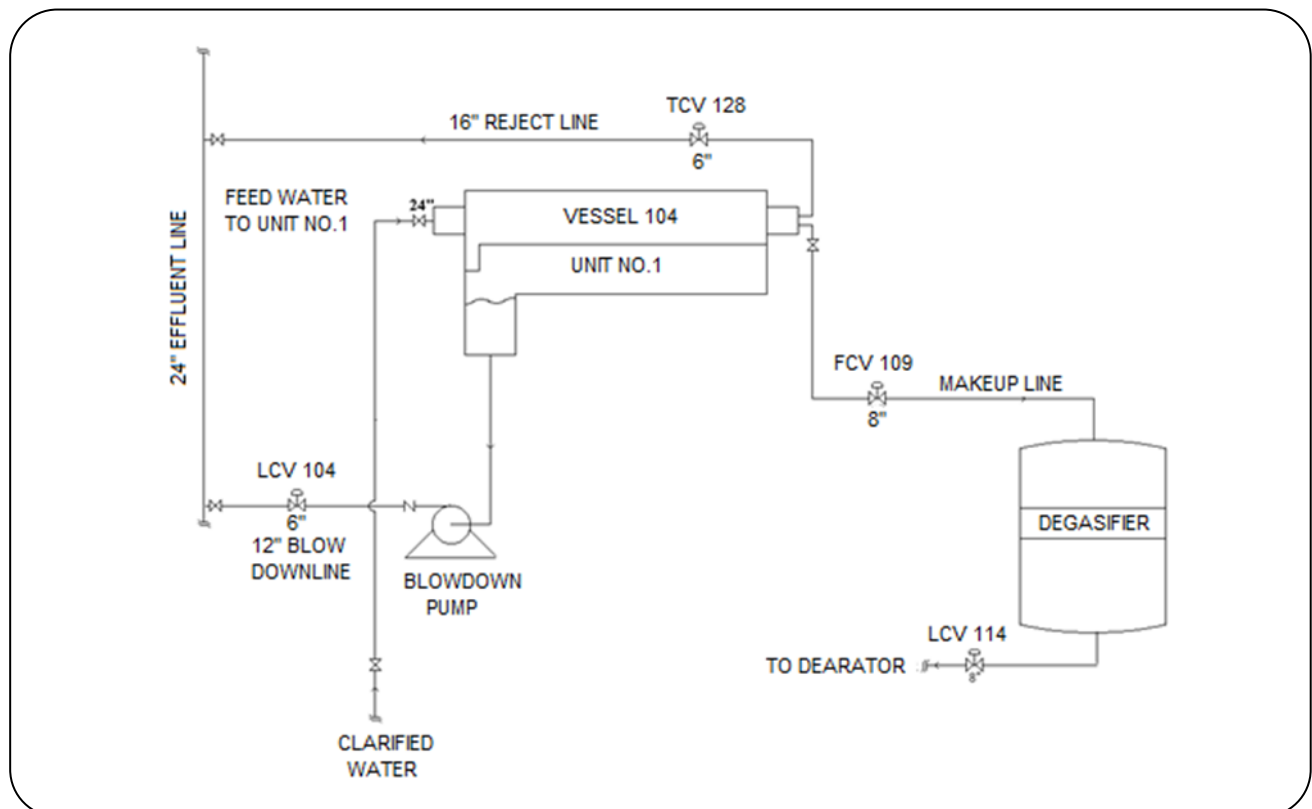 TCV 128
16" REJECT LINE
6"
FEED WATER
TO UNIT NO.1
24"
VESSEL 104
UNIT NO.1
24" EFFLUENT LINE
FCV 109
MAKEUP LINE
8"
LCV 104
6"
12" BLOW
DOWNLINE
BLOWDOWN
PUMP
DEGASIFIER
LCV 114
TO DEARATOR
8"
CLARIFIED
WATER